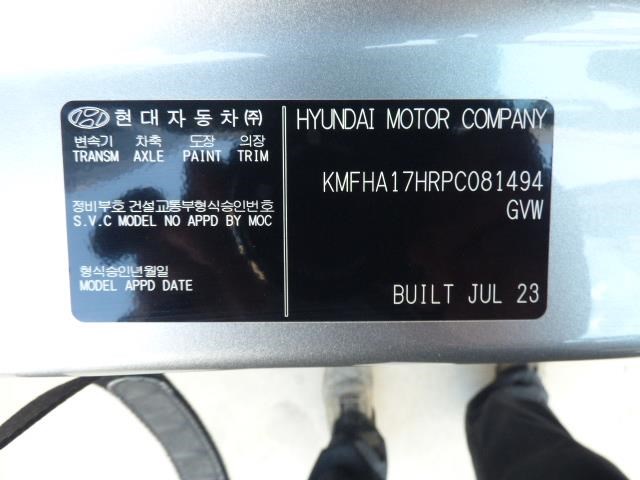 현대자동차㈜
변속기 차축 도장 의장
TRANSM AXLE PAINT TRIM
정비부호 건설교통부형식승인번호
S.V.C MODEL NO APPD BY MOC
형식승인년월일
MODEL APPD DATE
HYUNDAI MOTOR COMPANY
KMFHA17HRPC081494
GVW
BUILT JUL 23